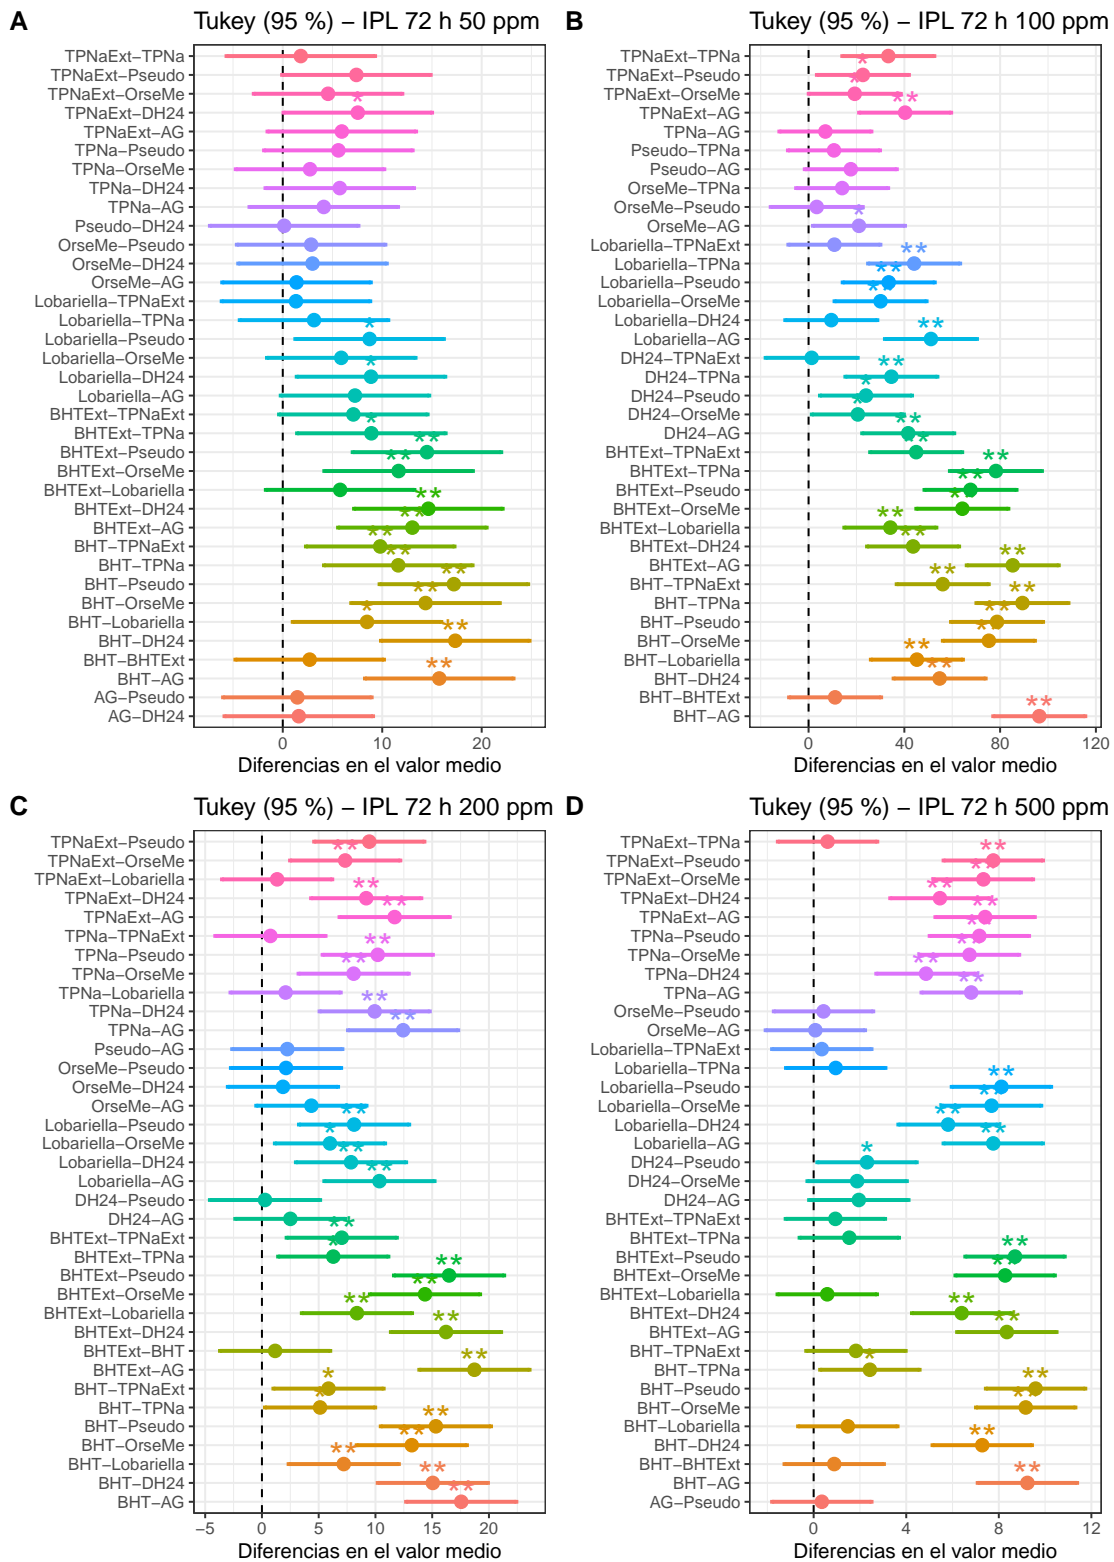 A
Tukey (95 %) – IPL 72 h 50 ppm
TPNaExt–TPNa
TPNaExt–Pseudo
TPNaExt–OrseMe
TPNaExt–DH24
TPNaExt–AG
TPNa–Pseudo
TPNa–OrseMe
TPNa–DH24
TPNa–AG
Pseudo–DH24
OrseMe–Pseudo
OrseMe–DH24
OrseMe–AG
Lobariella–TPNaExt
Lobariella–TPNa
Lobariella–Pseudo
Lobariella–OrseMe
Lobariella–DH24
Lobariella–AG
BHTExt–TPNaExt
BHTExt–TPNa
BHTExt–Pseudo
BHTExt–OrseMe
BHTExt–Lobariella
BHTExt–DH24
BHTExt–AG
BHT–TPNaExt
BHT–TPNa
BHT–Pseudo
BHT–OrseMe
BHT–Lobariella
BHT–DH24
BHT–BHTExt
BHT–AG
AG–Pseudo
AG–DH24
0 10 20
Diferencias en el valor medio
B
Tukey (95 %) – IPL 72 h 100 ppm
TPNaExt–TPNa
TPNaExt–Pseudo
TPNaExt–OrseMe
TPNaExt–AG
TPNa–AG
Pseudo–TPNa
Pseudo–AG
OrseMe–TPNa
OrseMe–Pseudo
OrseMe–AG
Lobariella–TPNaExt
Lobariella–TPNa
Lobariella–Pseudo
Lobariella–OrseMe
Lobariella–DH24
Lobariella–AG
DH24–TPNaExt
DH24–TPNa
DH24–Pseudo
DH24–OrseMe
DH24–AG
BHTExt–TPNaExt
BHTExt–TPNa
BHTExt–Pseudo
BHTExt–OrseMe
BHTExt–Lobariella
BHTExt–DH24
BHTExt–AG
BHT–TPNaExt
BHT–TPNa
BHT–Pseudo
BHT–OrseMe
BHT–Lobariella
BHT–DH24
BHT–BHTExt
BHT–AG
0 40 80 120
Diferencias en el valor medio
C
Tukey (95 %) – IPL 72 h 200 ppm
TPNaExt–Pseudo
TPNaExt–OrseMe
TPNaExt–Lobariella
TPNaExt–DH24
TPNaExt–AG
TPNa–TPNaExt
TPNa–Pseudo
TPNa–OrseMe
TPNa–Lobariella
TPNa–DH24
TPNa–AG
Pseudo–AG
OrseMe–Pseudo
OrseMe–DH24
OrseMe–AG
Lobariella–Pseudo
Lobariella–OrseMe
Lobariella–DH24
Lobariella–AG
DH24–Pseudo
DH24–AG
BHTExt–TPNaExt
BHTExt–TPNa
BHTExt–Pseudo
BHTExt–OrseMe
BHTExt–Lobariella
BHTExt–DH24
BHTExt–BHT
BHTExt–AG
BHT–TPNaExt
BHT–TPNa
BHT–Pseudo
BHT–OrseMe
BHT–Lobariella
BHT–DH24
BHT–AG
−5 0 5 10 15 20
Diferencias en el valor medio
D
Tukey (95 %) – IPL 72 h 500 ppm
TPNaExt–TPNa
TPNaExt–Pseudo
TPNaExt–OrseMe
TPNaExt–DH24
TPNaExt–AG
TPNa–Pseudo
TPNa–OrseMe
TPNa–DH24
TPNa–AG
OrseMe–Pseudo
OrseMe–AG
Lobariella–TPNaExt
Lobariella–TPNa
Lobariella–Pseudo
Lobariella–OrseMe
Lobariella–DH24
Lobariella–AG
DH24–Pseudo
DH24–OrseMe
DH24–AG
BHTExt–TPNaExt
BHTExt–TPNa
BHTExt–Pseudo
BHTExt–OrseMe
BHTExt–Lobariella
BHTExt–DH24
BHTExt–AG
BHT–TPNaExt
BHT–TPNa
BHT–Pseudo
BHT–OrseMe
BHT–Lobariella
BHT–DH24
BHT–BHTExt
BHT–AG
AG–Pseudo
0 4 8 12
Diferencias en el valor medio